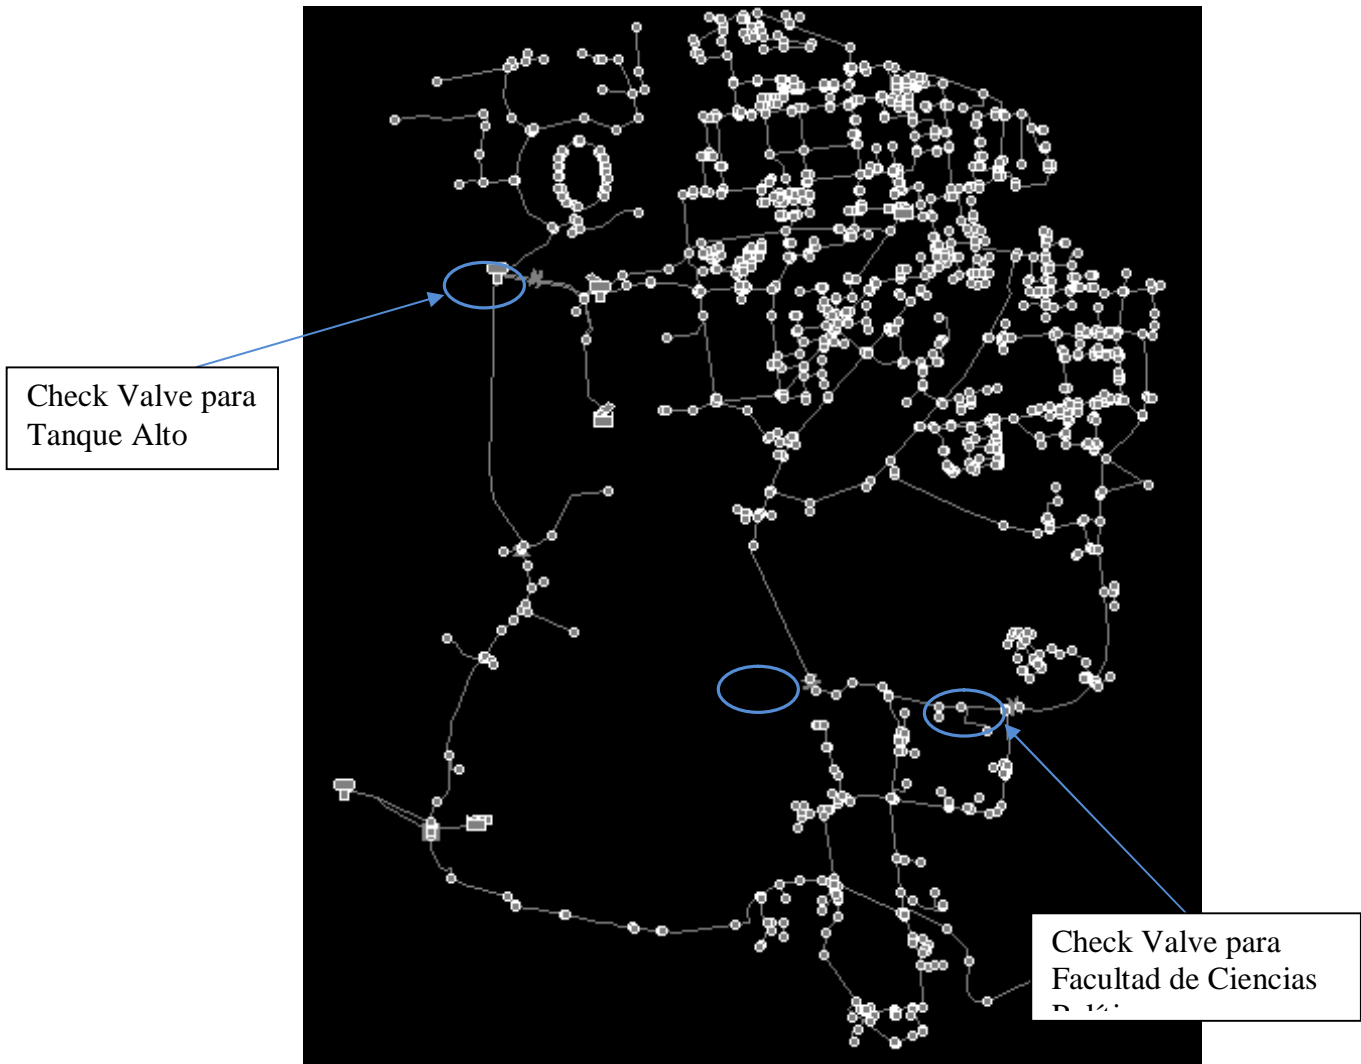 Check Valve para
Tanque Alto
Check Valve para
Facultad de Ciencias